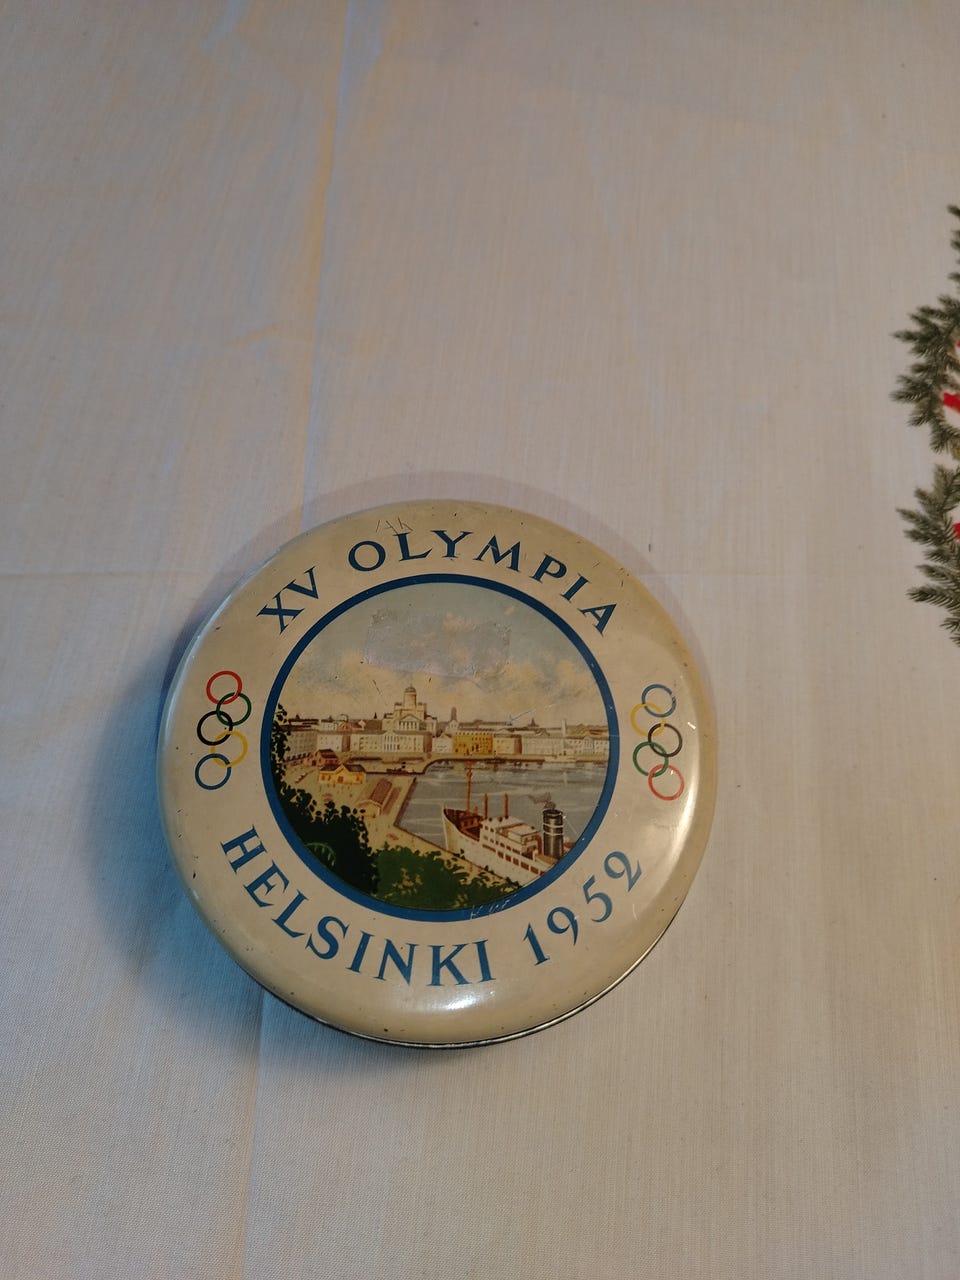 XV OLYMPIA
HELSINKI 1952